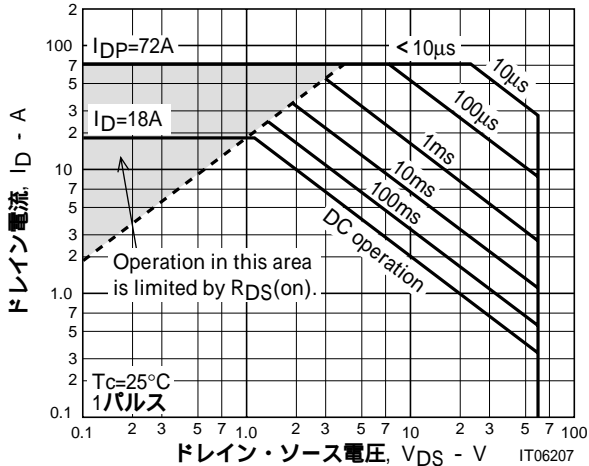 ドレイン電流, ID - A
100
7
5
3
2
10
7
5
3
2
1.0
7
5
3
2
0.1
IDP=72A
<10μs
10μs
100μs
ID=18A
1ms
10ms
100ms
DC operation
Operation in this area
is limited by RDS(on).
Tc=25°C
1パルス
0.1 2 3 5 7 1.0 2 3 5 7 10 2 3 5 7 100
ドレイン・ソース電圧, VDS - V IT06207